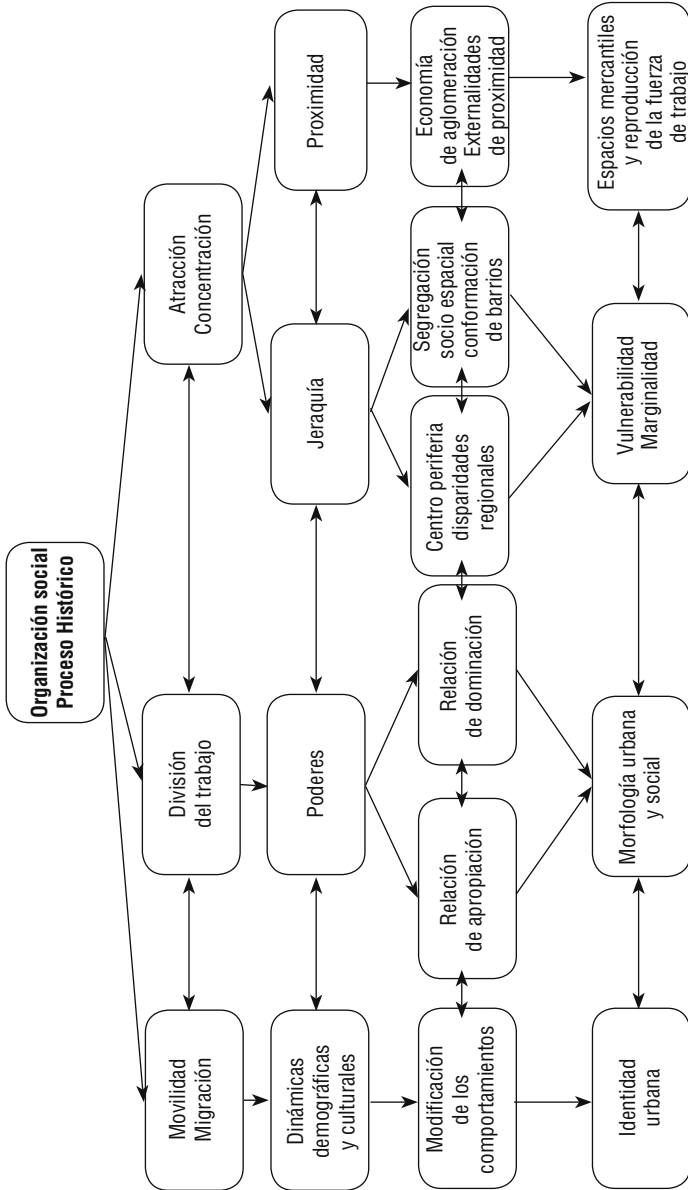 Organización social
Proceso Histórico
Movilidad
Migración
División
del trabajo
Atracción
Concentración
Dinámicas
demográficas
y culturales
Poderes
Jeraquía
Proximidad
Modificación
de los
comportamientos
Relación
de apropiación
Relación
de dominación
Centro periferia
disparidades
regionales
Segregación
socio espacial
conformación
de barrios
Economía
de aglomeración
Externalidades
de proximidad
Identidad
urbana
Morfología urbana
y social
Vulnerabilidad
Marginalidad
Espacios mercantiles
y reproducción
de la fuerza
de trabajo